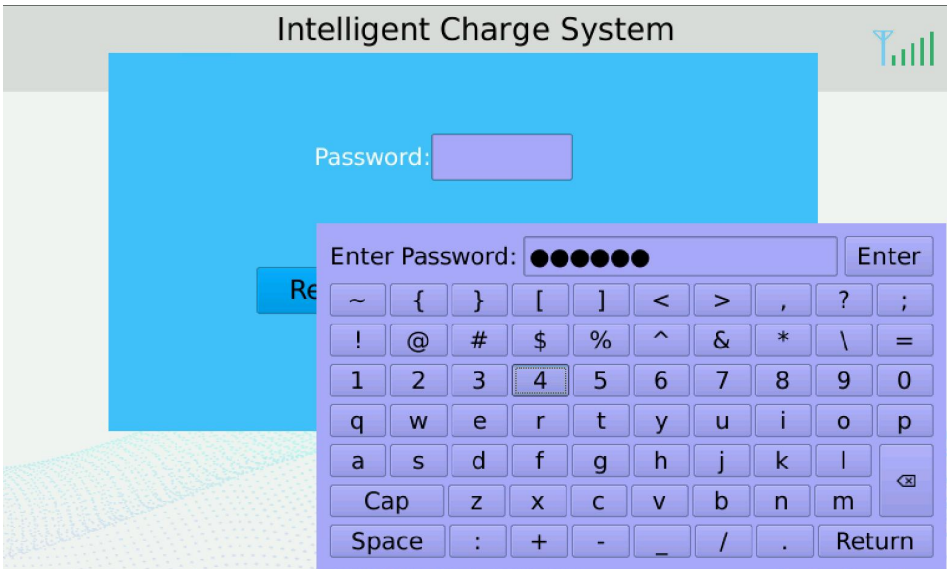 Intelligent Charge System
Password:
Re
Enter Password: ●●●●●● Enter
~ { } [ ] < > , ? ;
! @ # $ % ^ & * \ =
1 2 3 4 5 6 7 8 9 0
q w e r t y u i o p
a s d f g h j k l
Cap z x c v b n m
Space : + - _ / . Return